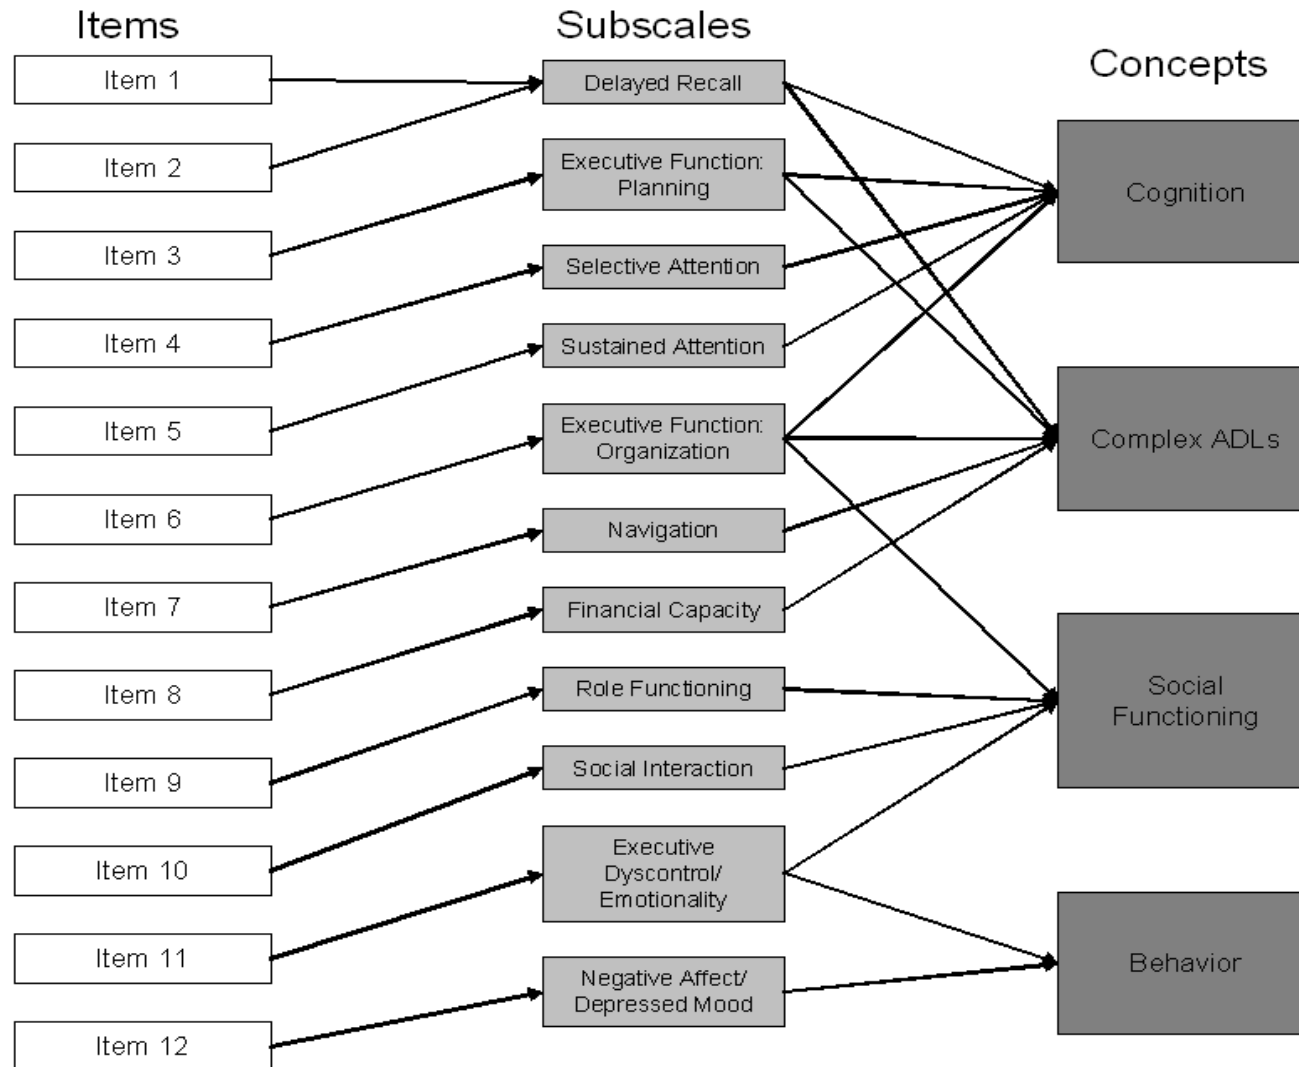 Items
Item 1
Item 2
Item 3
Item 4
Item 5
Item 6
Item 7
Item 8
Item 9
Item 10
Item 11
Item 12
Subscales
Delayed Recall
Executive Function:
Planning
Selective Attention
Sustained Attention
Executive Function:
Organization
Navigation
Financial Capacity
Role Functioning
Social Interaction
Executive
Dyscontrol/
Emotionality
Negative Affect/
Depressed Mood
Concepts
Cognition
Complex ADLs
Social
Functioning
Behavior